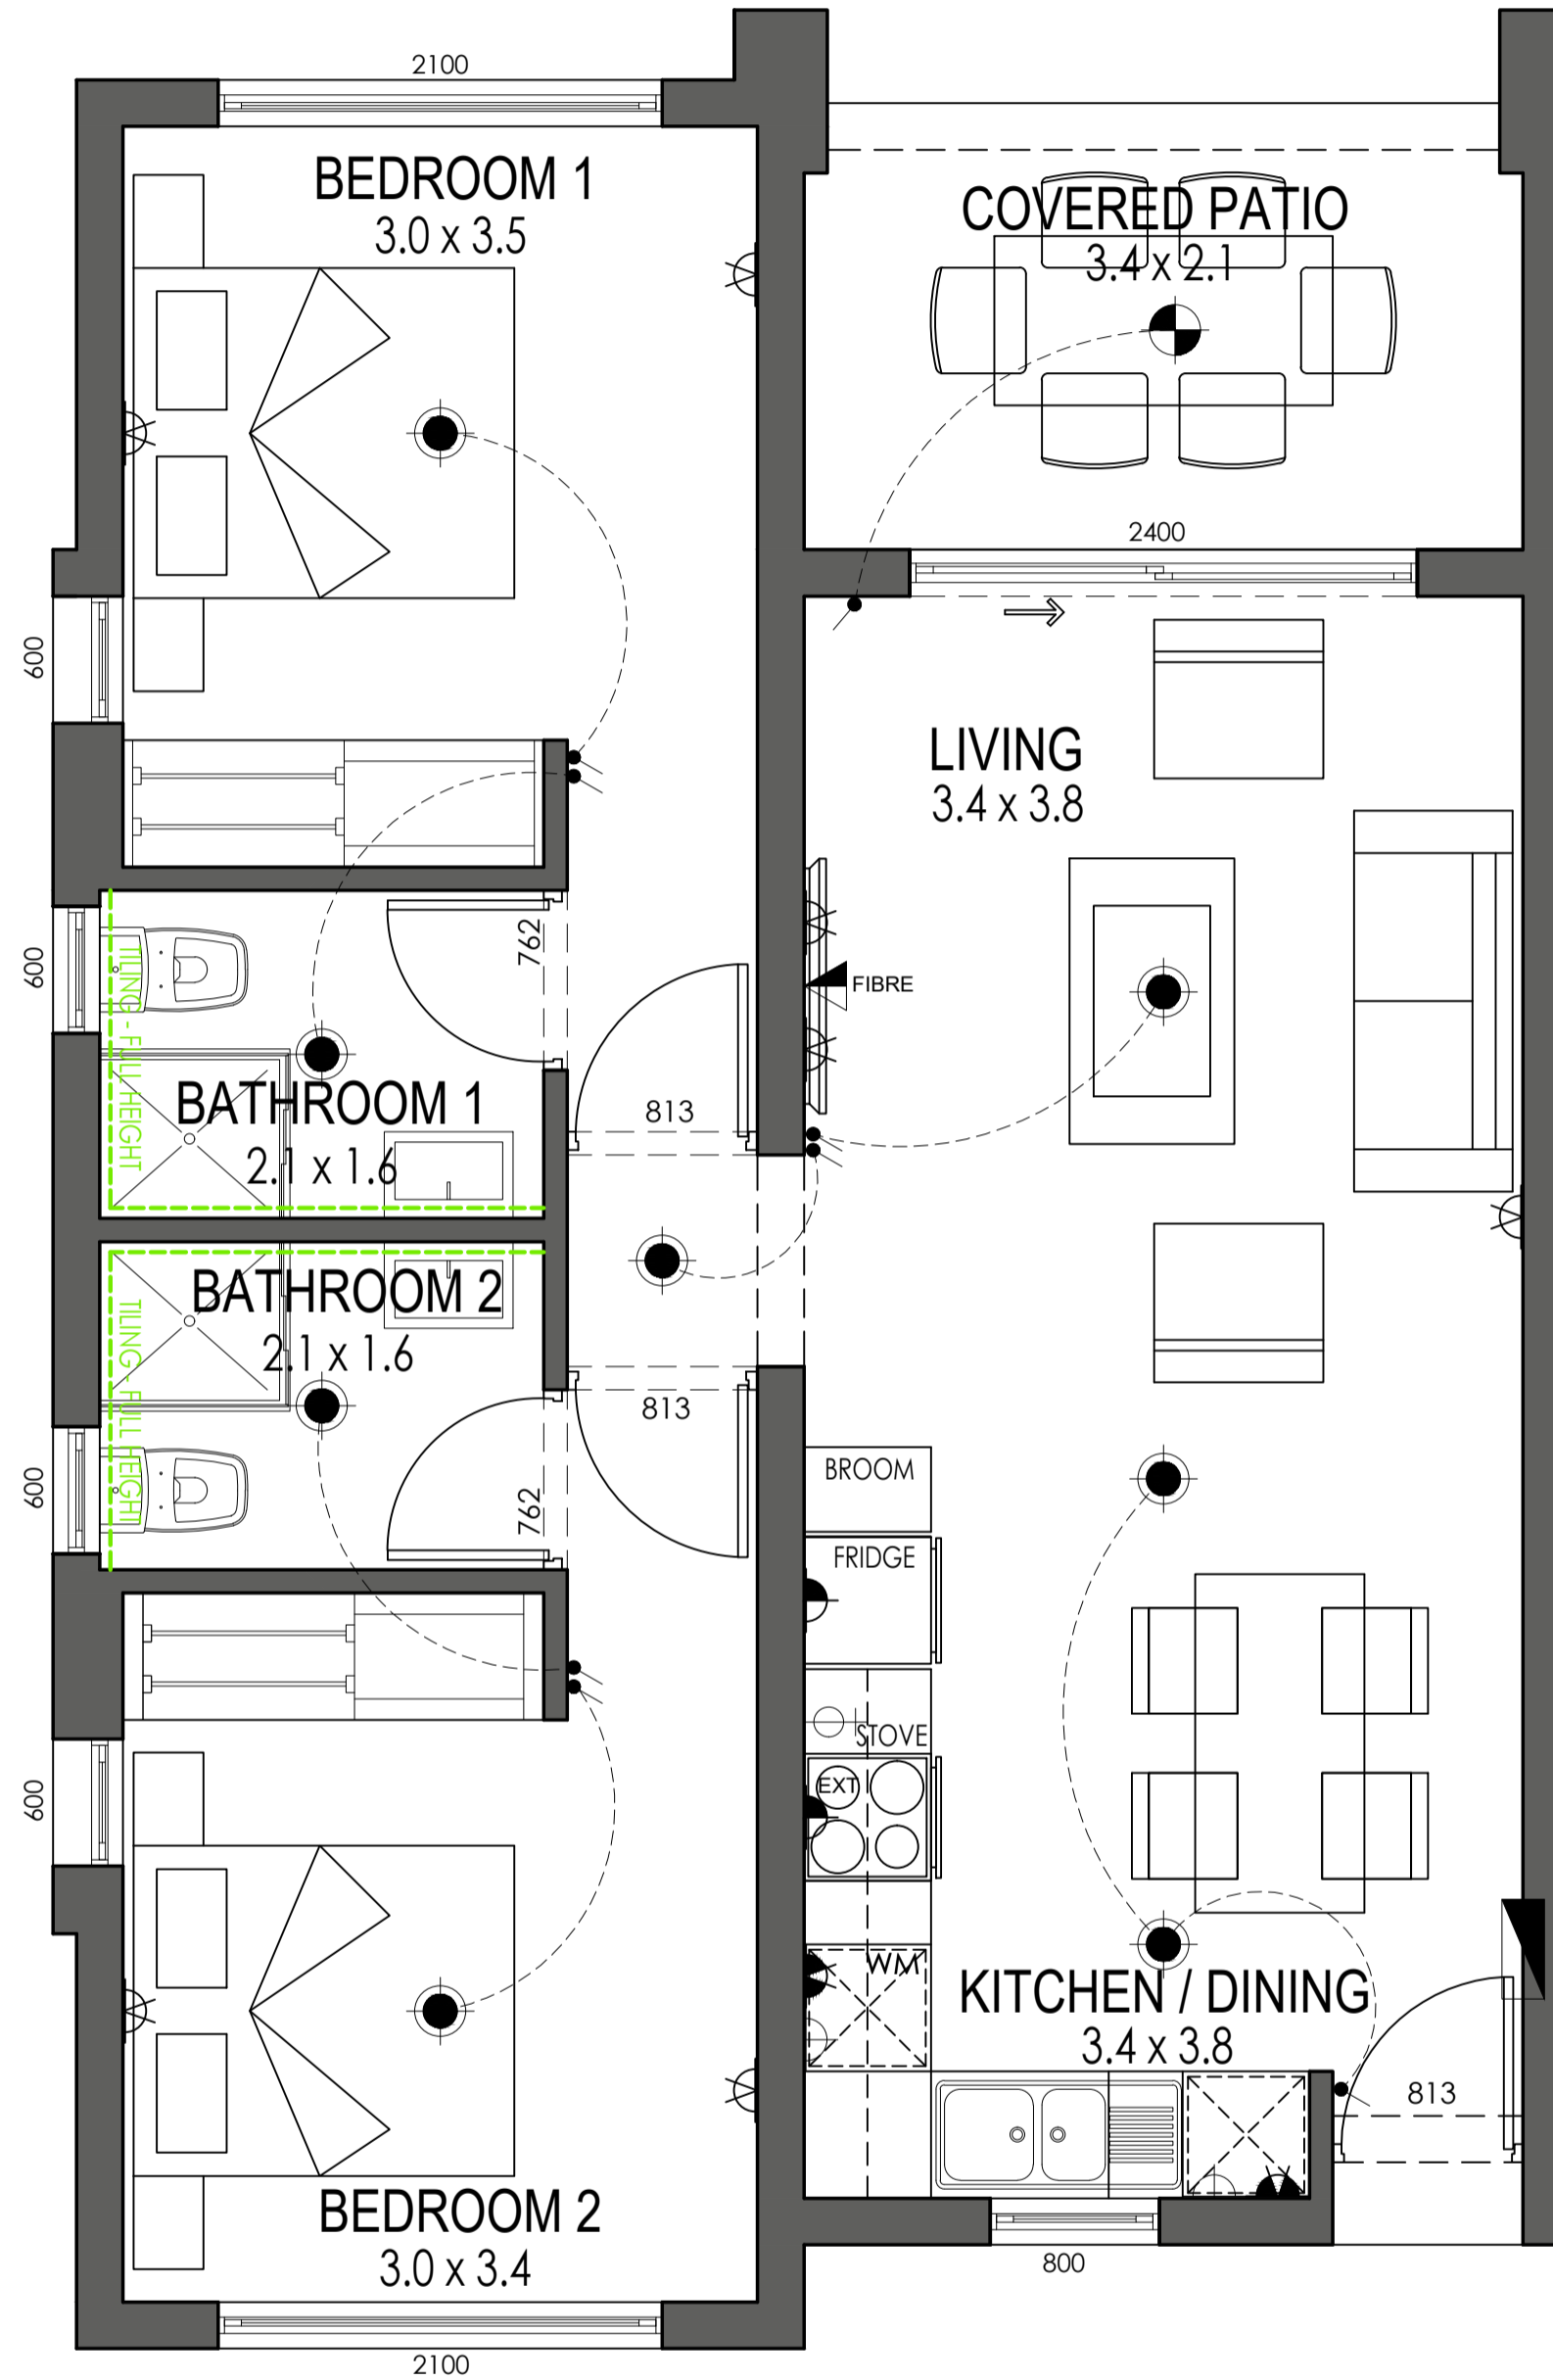 2100
BEDROOM 1
3.0 x 3.5
COVERED PATIO
3.4 x 2.1
2400
600
LIVING
3.4 x 3.8
600
762
TILING - FULL HEIGHT
FIBRE
BATHROOM 1
2.1 x 1.6
813
BATHROOM 2
2.1 x 1.6
TILING - FULL HEIGHT
813
600
762
BROOM
FRIDGE
STOVE
EXT
600
WM
KITCHEN / DINING
3.4 x 3.8
813
BEDROOM 2
3.0 x 3.4
800
2100